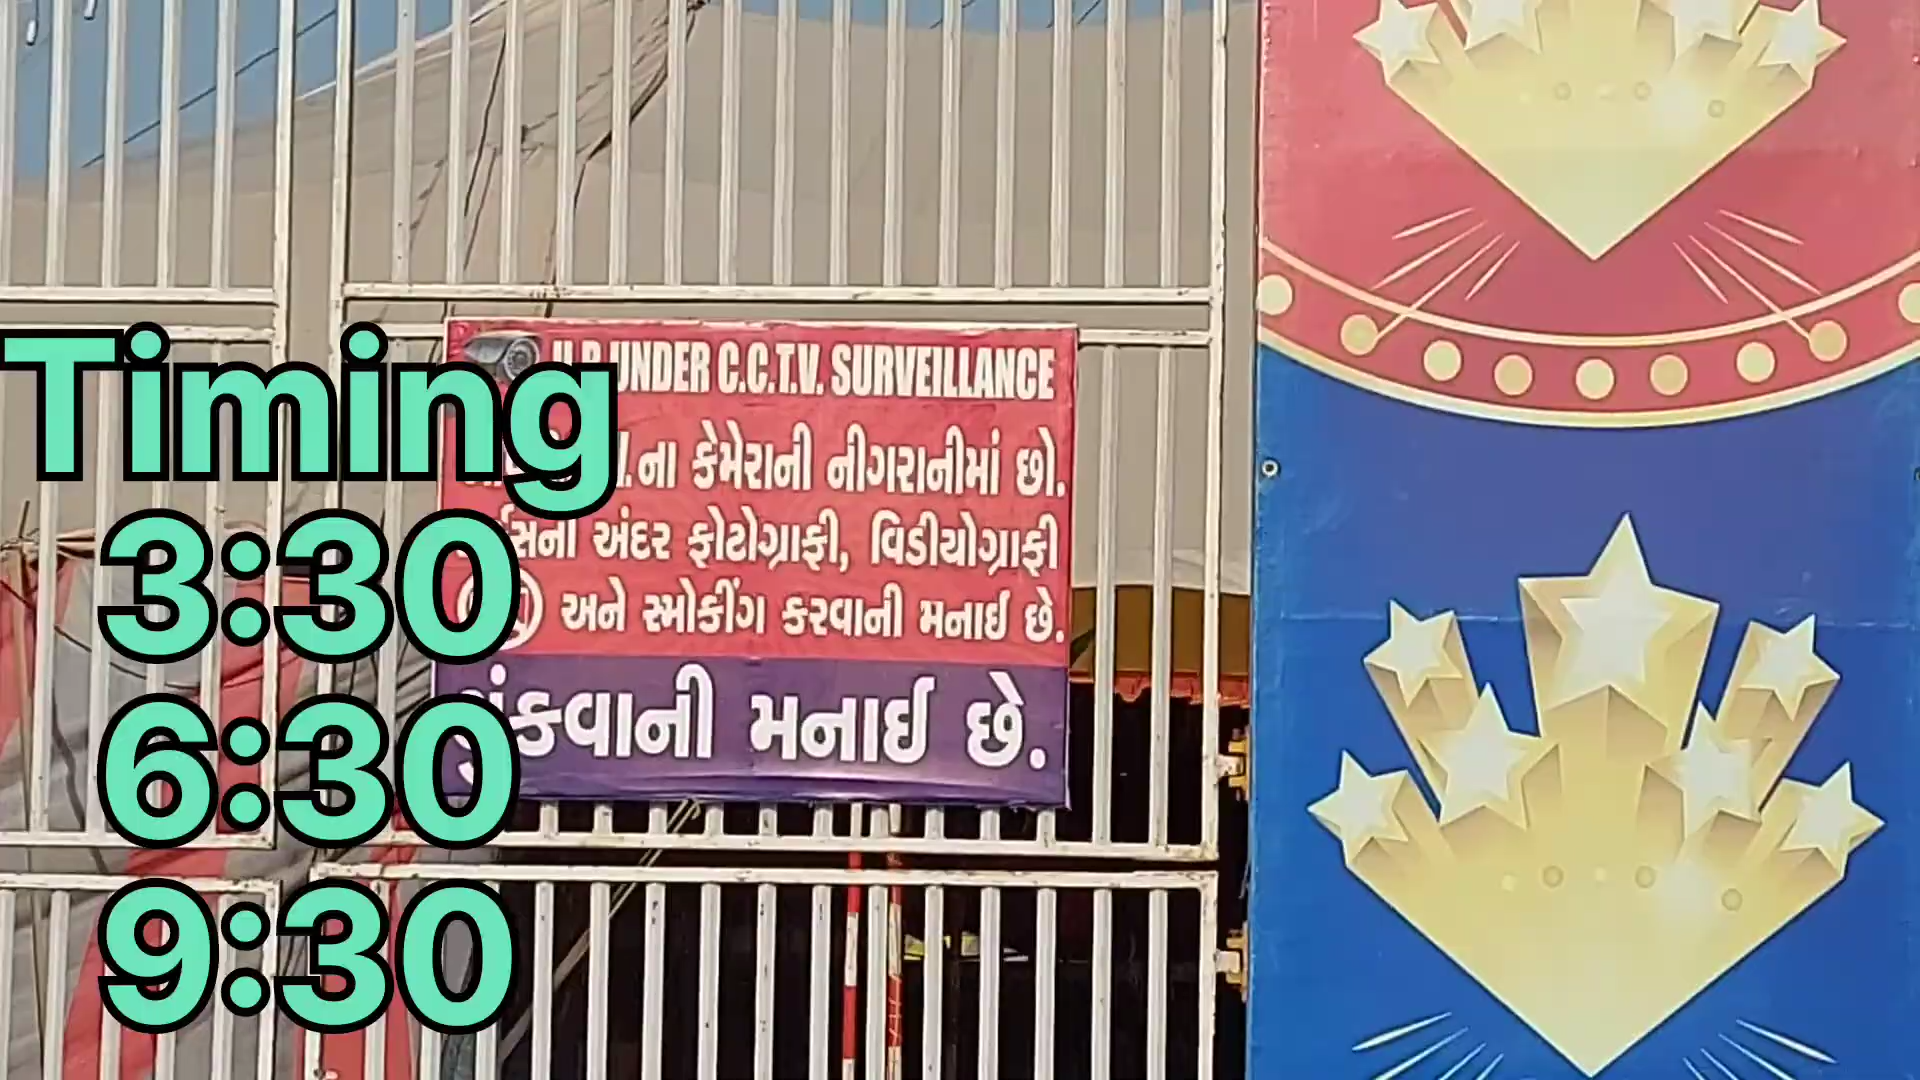 Timing
3:30
6:30
9:30
UNDER C.C.T.V. SURVEILLANCE
ના કેમેરાની નીગરાનીમાં છો.
અંદર ફોટોગ્રાફી, વિડીયોગ્રાફી
અને સ્મોકીંગ કરવાની મનાઈ છે.
મનાઈ છે.